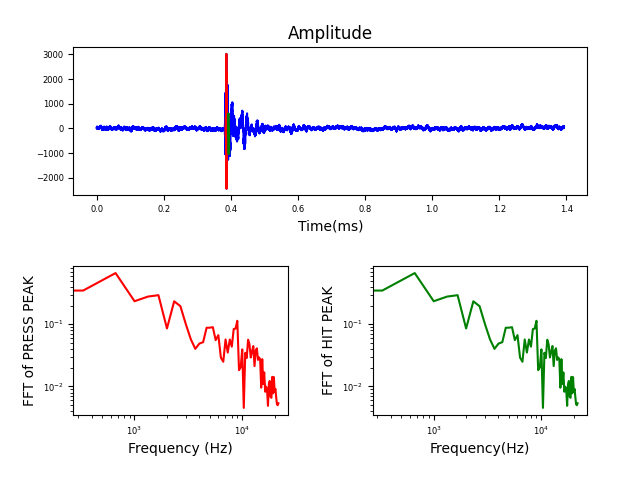 Amplitude
3000
2000
1000
0
−1000
−2000
0.0 0.2 0.4 0.6 0.8 1.0 1.2 1.4
Time(ms)
FFT of PRESS PEAK
10⁻¹
10⁻²
10³ 10⁴
Frequency (Hz)
FFT of HIT PEAK
10⁻¹
10⁻²
10³ 10⁴
Frequency(Hz)